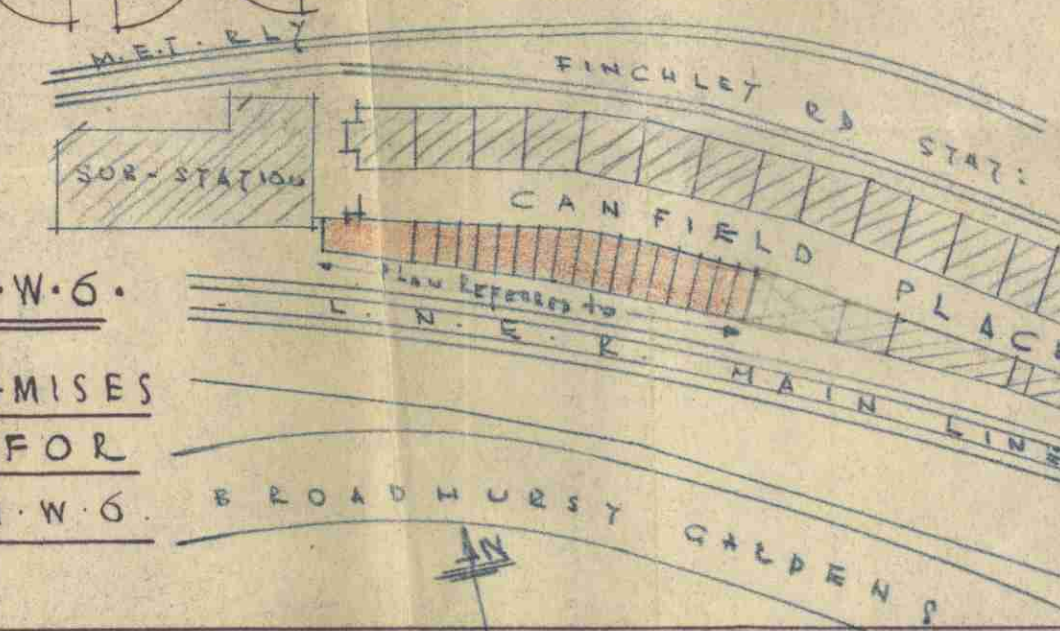 M.E.T. RLY
FINCHLEY RD STAT:
SUB-STATION
CANFIELD PLACE
PLAN REFERRED TO
L.N.E.R. MAIN LINE
·W·6·
MISES
FOR
·W·6.
BROADHURST GARDENS
N